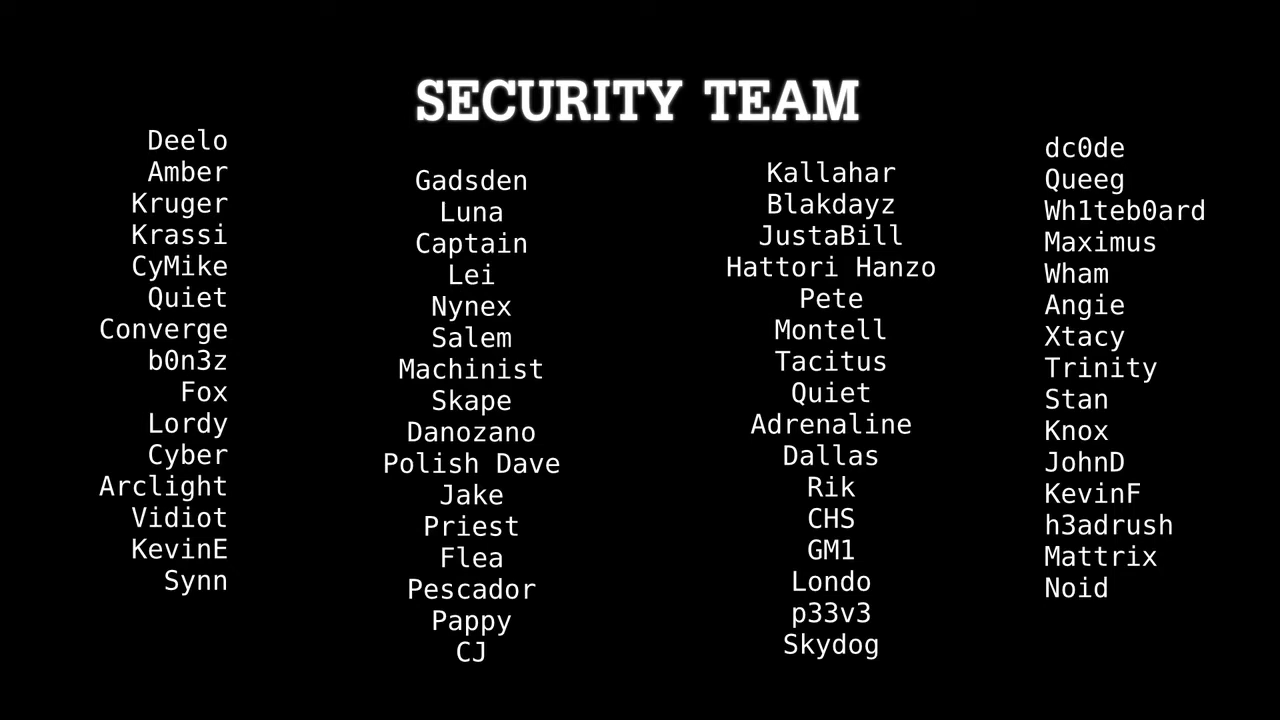 SECURITY TEAM
Deelo
Amber
Kruger
Krassi
CyMike
Quiet
Converge
b0n3z
Fox
Lordy
Cyber
Arclight
Vidiot
KevinE
Synn
Gadsden
Luna
Captain
Lei
Nynex
Salem
Machinist
Skape
Danozano
Polish Dave
Jake
Priest
Flea
Pescador
Pappy
CJ
Kallahar
Blakdayz
JustaBill
Hattori Hanzo
Pete
Montell
Tacitus
Quiet
Adrenaline
Dallas
Rik
CHS
GM1
Londo
p33v3
Skydog
dc0de
Queeg
Wh1teb0ard
Maximus
Wham
Angie
Xtacy
Trinity
Stan
Knox
JohnD
KevinF
h3adrush
Mattrix
Noid